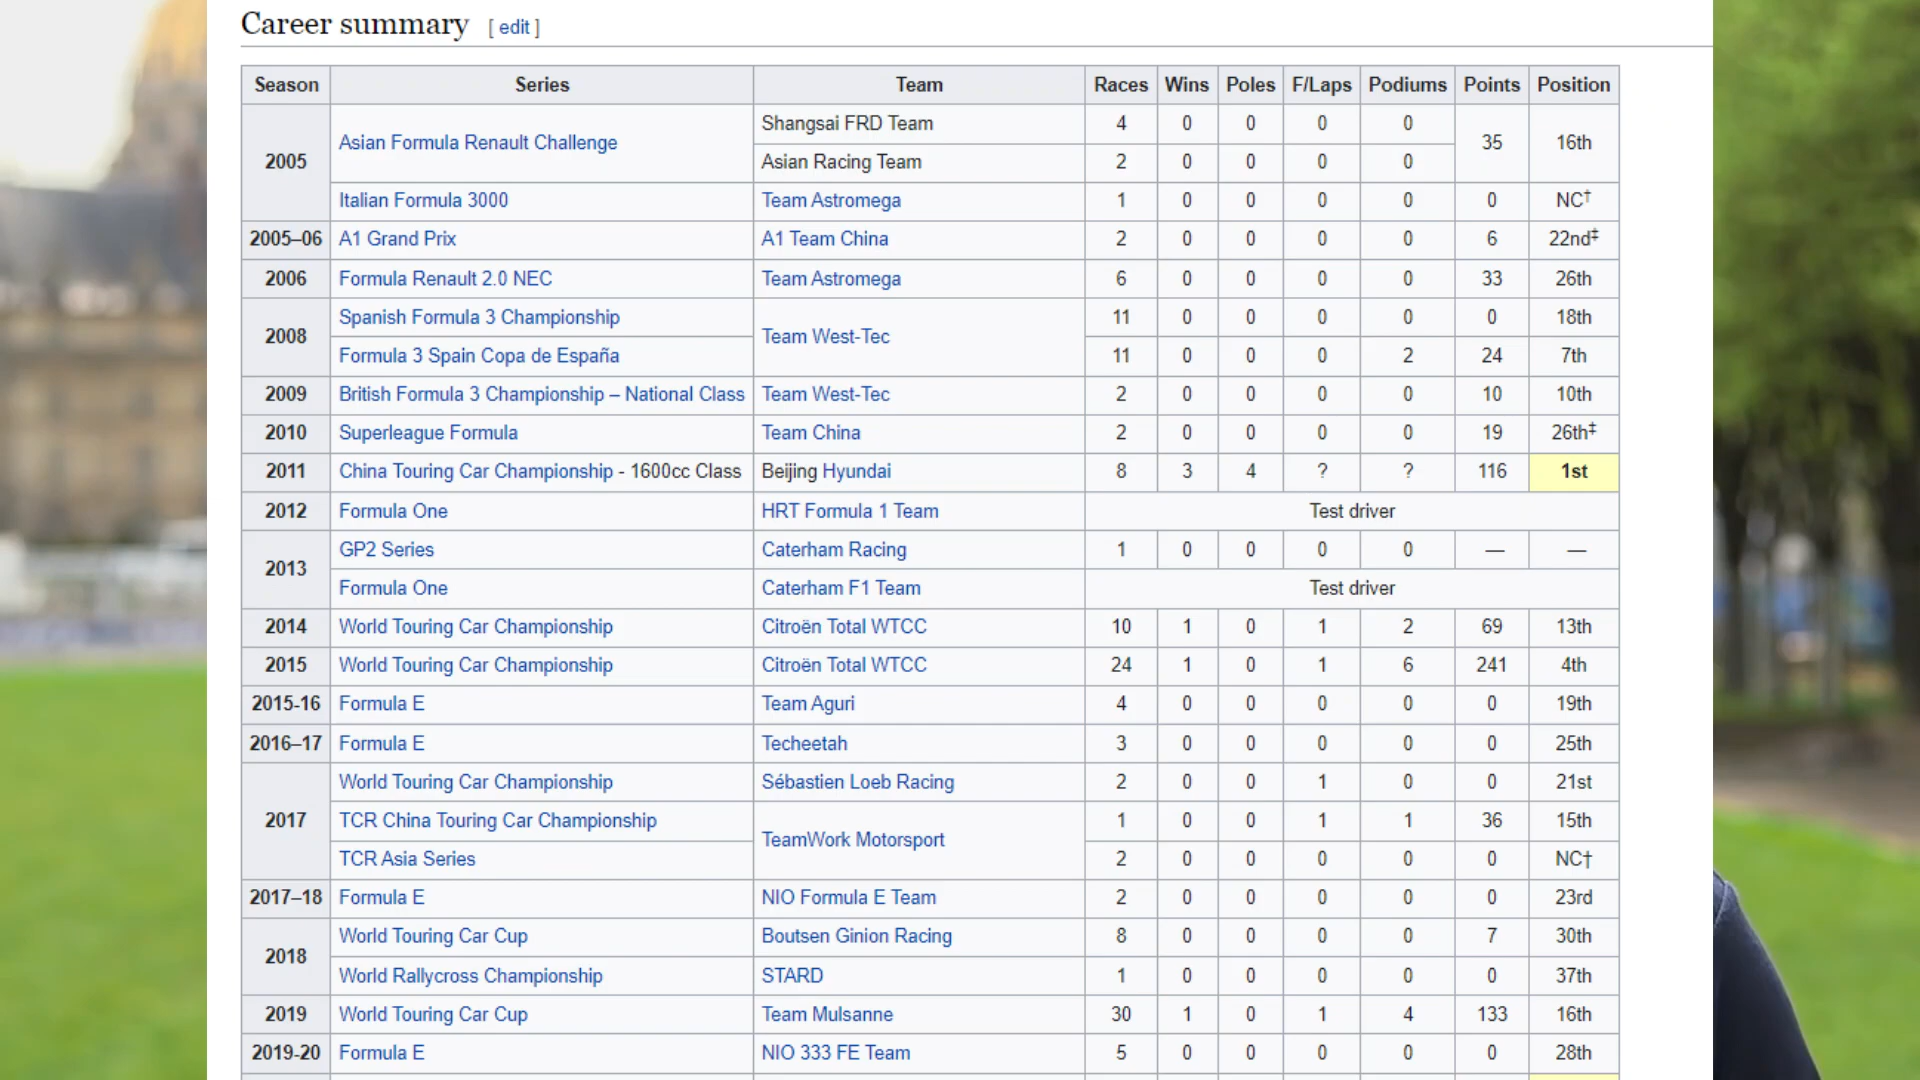 Career summary [ edit ]
Season Series Team Races Wins Poles F/Laps Podiums Points Position
2005 Asian Formula Renault Challenge Shangsai FRD Team 4 0 0 0 0 35 16th
Asian Racing Team 2 0 0 0 0
Italian Formula 3000 Team Astromega 1 0 0 0 0 0 NC†
2005–06 A1 Grand Prix A1 Team China 2 0 0 0 0 6 22nd‡
2006 Formula Renault 2.0 NEC Team Astromega 6 0 0 0 0 33 26th
2008 Spanish Formula 3 Championship Team West-Tec 11 0 0 0 0 0 18th
Formula 3 Spain Copa de España 11 0 0 0 2 24 7th
2009 British Formula 3 Championship – National Class Team West-Tec 2 0 0 0 0 10 10th
2010 Superleague Formula Team China 2 0 0 0 0 19 26th‡
2011 China Touring Car Championship - 1600cc Class Beijing Hyundai 8 3 4 ? ? 116 1st
2012 Formula One HRT Formula 1 Team Test driver
2013 GP2 Series Caterham Racing 1 0 0 0 0 — —
Formula One Caterham F1 Team Test driver
2014 World Touring Car Championship Citroën Total WTCC 10 1 0 1 2 69 13th
2015 World Touring Car Championship Citroën Total WTCC 24 1 0 1 6 241 4th
2015-16 Formula E Team Aguri 4 0 0 0 0 0 19th
2016–17 Formula E Techeetah 3 0 0 0 0 0 25th
2017 World Touring Car Championship Sébastien Loeb Racing 2 0 0 1 0 0 21st
TCR China Touring Car Championship TeamWork Motorsport 1 0 0 1 1 36 15th
TCR Asia Series 2 0 0 0 0 0 NC†
2017–18 Formula E NIO Formula E Team 2 0 0 0 0 0 23rd
2018 World Touring Car Cup Boutsen Ginion Racing 8 0 0 0 0 7 30th
World Rallycross Championship STARD 1 0 0 0 0 0 37th
2019 World Touring Car Cup Team Mulsanne 30 1 0 1 4 133 16th
2019-20 Formula E NIO 333 FE Team 5 0 0 0 0 0 28th